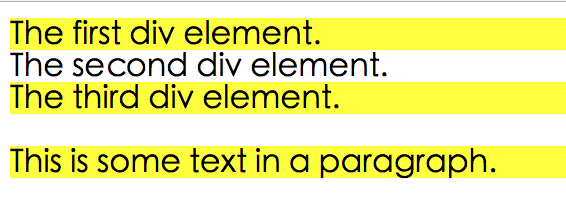 The first div element.
The second div element.
The third div element.
This is some text in a paragraph.